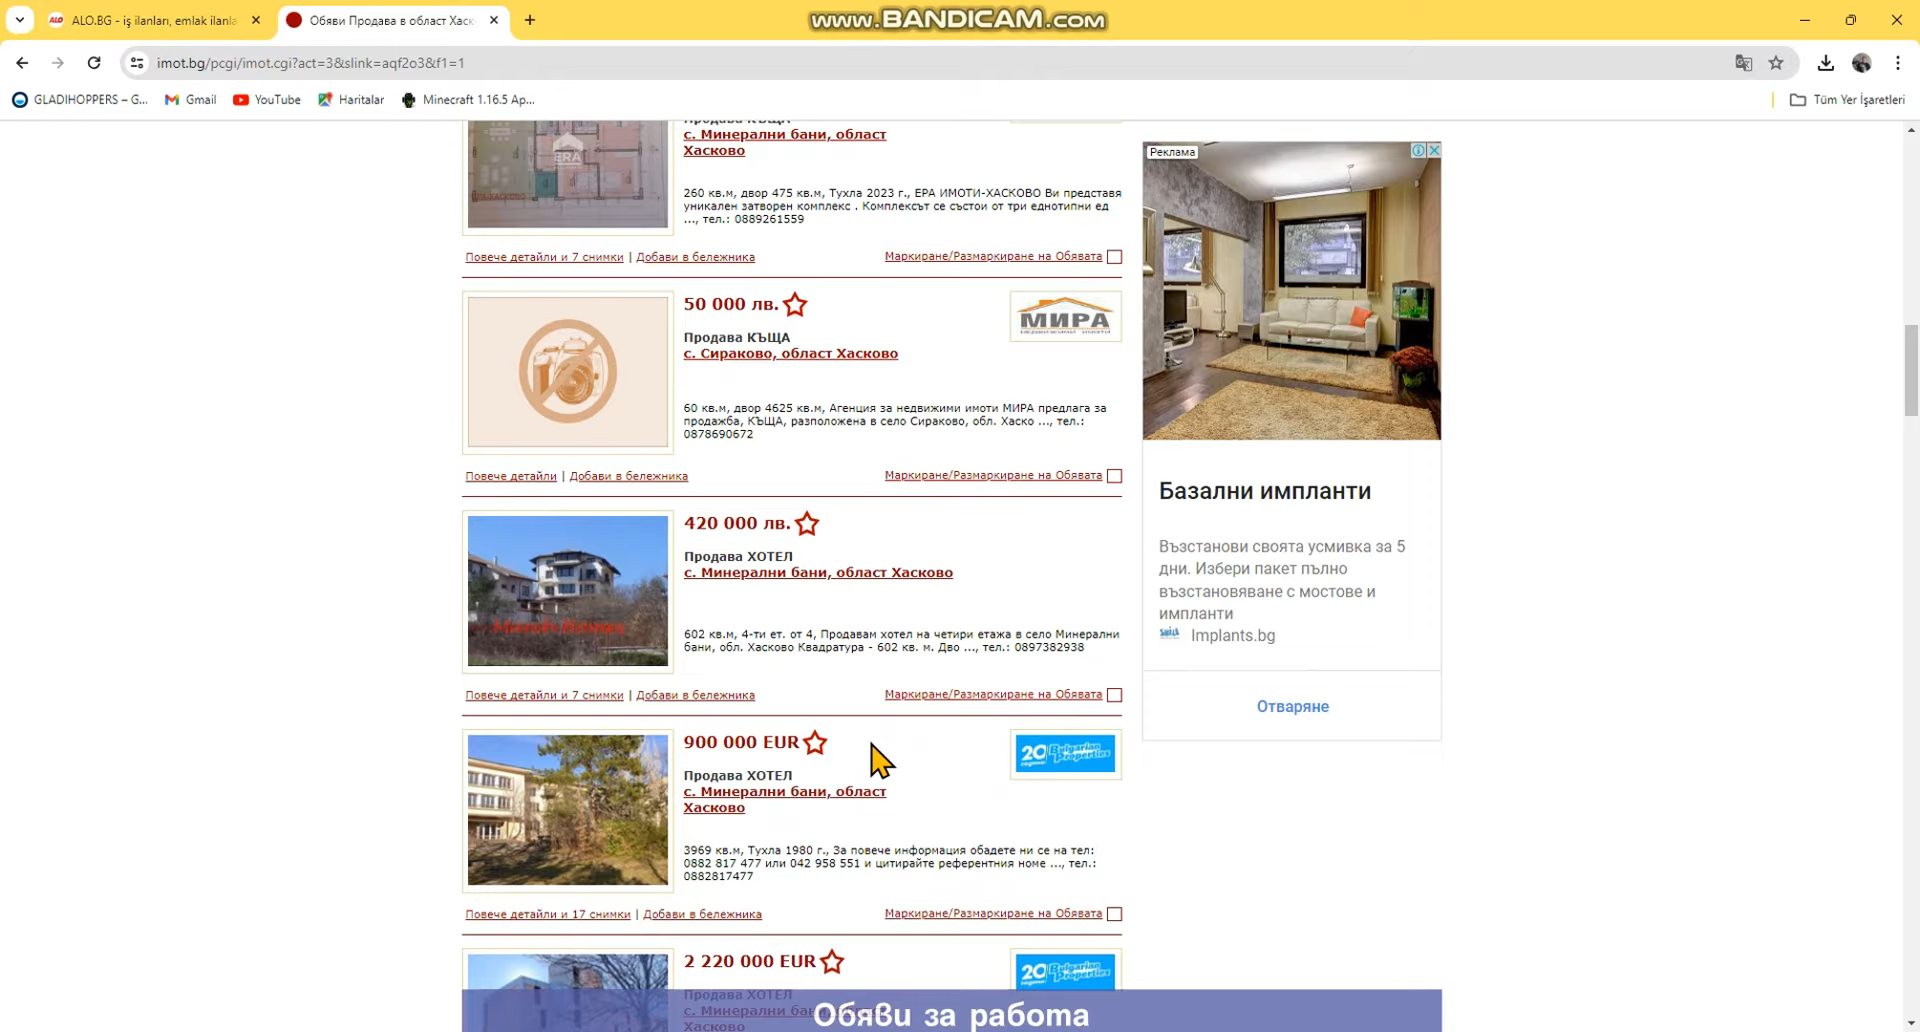 ALO.BG - iş ilanları, emlak ilanla
Обяви Продава в област Хаск
www.BANDICAM.com
imot.bg/pcgi/imot.cgi?act=3&slink=aqf2o3&f1=1
GLADIHOPPERS – G...
Gmail
YouTube
Haritalar
Minecraft 1.16.5 Ap...
Tüm Yer İşaretleri
Продава КЪЩА
с. Минерални бани, област
Хасково
260 кв.м, двор 475 кв.м, Тухла 2023 г., ЕРА ИМОТИ-ХАСКОВО Ви представя
уникален затворен комплекс . Комплексът се състои от три еднотипни ед
..., тел.: 0889261559
Повече детайли и 7 снимки | Добави в бележника
Маркиране/Размаркиране на Обявата
50 000 лв.
МИРА
Продава КЪЩА
с. Сираково, област Хасково
60 кв.м, двор 4625 кв.м, Агенция за недвижими имоти МИРА предлага за
продажба, КЪЩА, разположена в село Сираково, обл. Хаско ..., тел.:
0878690672
Повече детайли | Добави в бележника
Маркиране/Размаркиране на Обявата
420 000 лв.
Продава ХОТЕЛ
с. Минерални бани, област Хасково
602 кв.м, 4-ти ет. от 4, Продавам хотел на четири етажа в село Минерални
бани, обл. Хасково Квадратура - 602 кв. м. Дво ..., тел.: 0897382938
Повече детайли и 7 снимки | Добави в бележника
Маркиране/Размаркиране на Обявата
900 000 EUR
20 години Bulgarian Properties
Продава ХОТЕЛ
с. Минерални бани, област
Хасково
3969 кв.м, Тухла 1980 г., За повече информация обадете ни се на тел:
0882 817 477 или 042 958 551 и цитирайте референтния номе ..., тел.:
0882817477
Повече детайли и 17 снимки | Добави в бележника
Маркиране/Размаркиране на Обявата
2 220 000 EUR
20 години Bulgarian Properties
Продава ХОТЕЛ
с. Минерални бани, област
Хасково
Обяви за работа
Реклама
Базални импланти
Възстанови своята усмивка за 5
дни. Избери пакет пълно
възстановяване с мостове и
импланти
Implants.bg
Отваряне
ERA